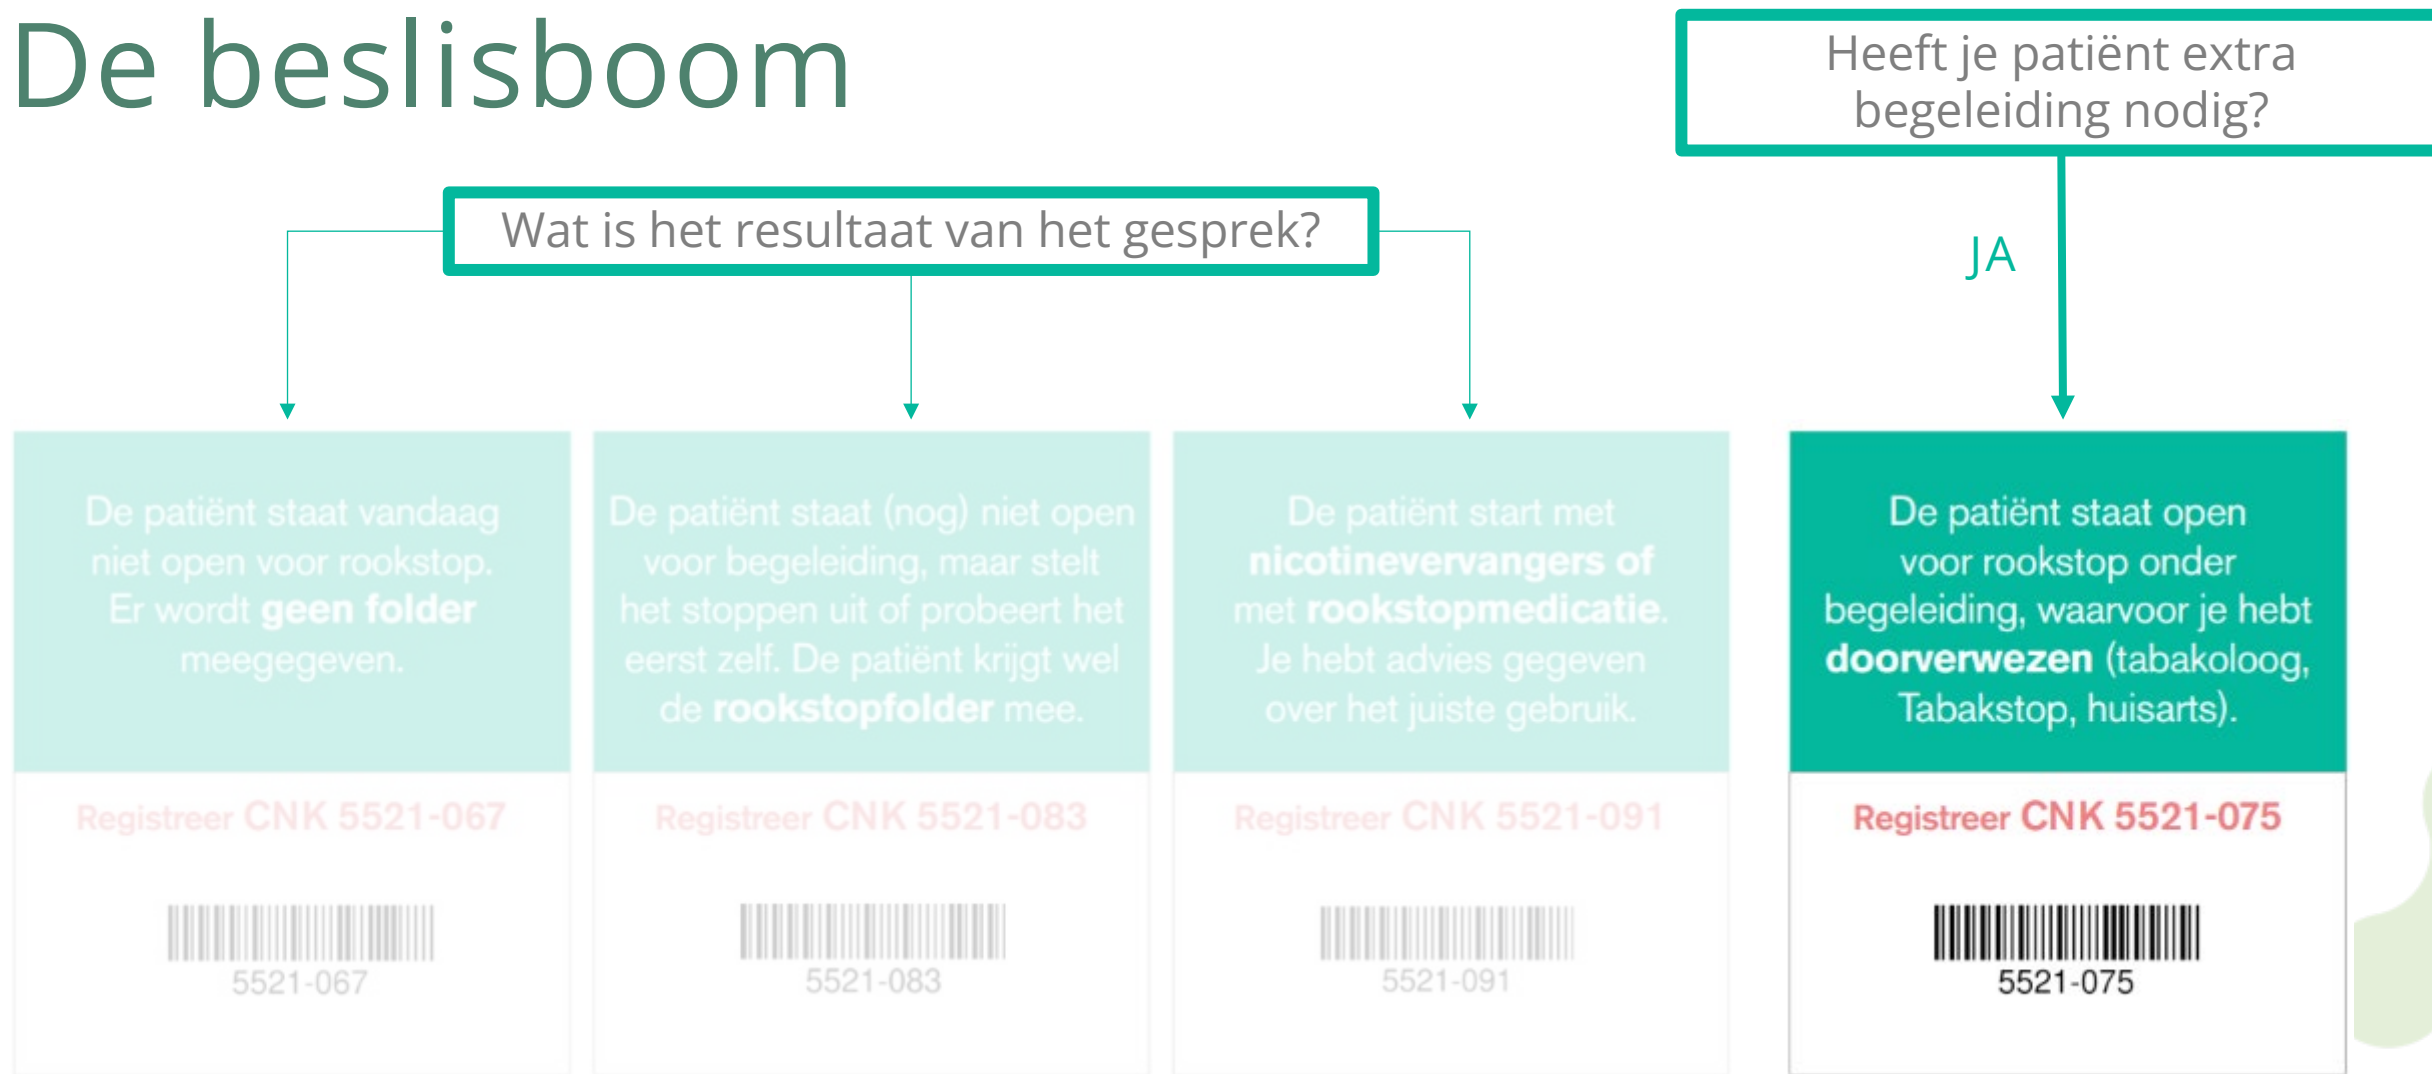 De beslisboom
Heeft je patiënt extra
begeleiding nodig?
Wat is het resultaat van het gesprek?
JA
De patiënt staat vandaag
niet open voor rookstop.
Er wordt geen folder
meegegeven.
Registreer CNK 5521-067
5521-067
De patiënt staat (nog) niet open
voor begeleiding, maar stelt
het stoppen uit of probeert het
eerst zelf. De patiënt krijgt wel
de rookstopfolder mee.
Registreer CNK 5521-083
5521-083
De patiënt start met
nicotinevervangers of
met rookstopmedicatie.
Je hebt advies gegeven
over het juiste gebruik.
Registreer CNK 5521-091
5521-091
De patiënt staat open
voor rookstop onder
begeleiding, waarvoor je hebt
doorverwezen (tabakoloog,
Tabakstop, huisarts).
Registreer CNK 5521-075
5521-075